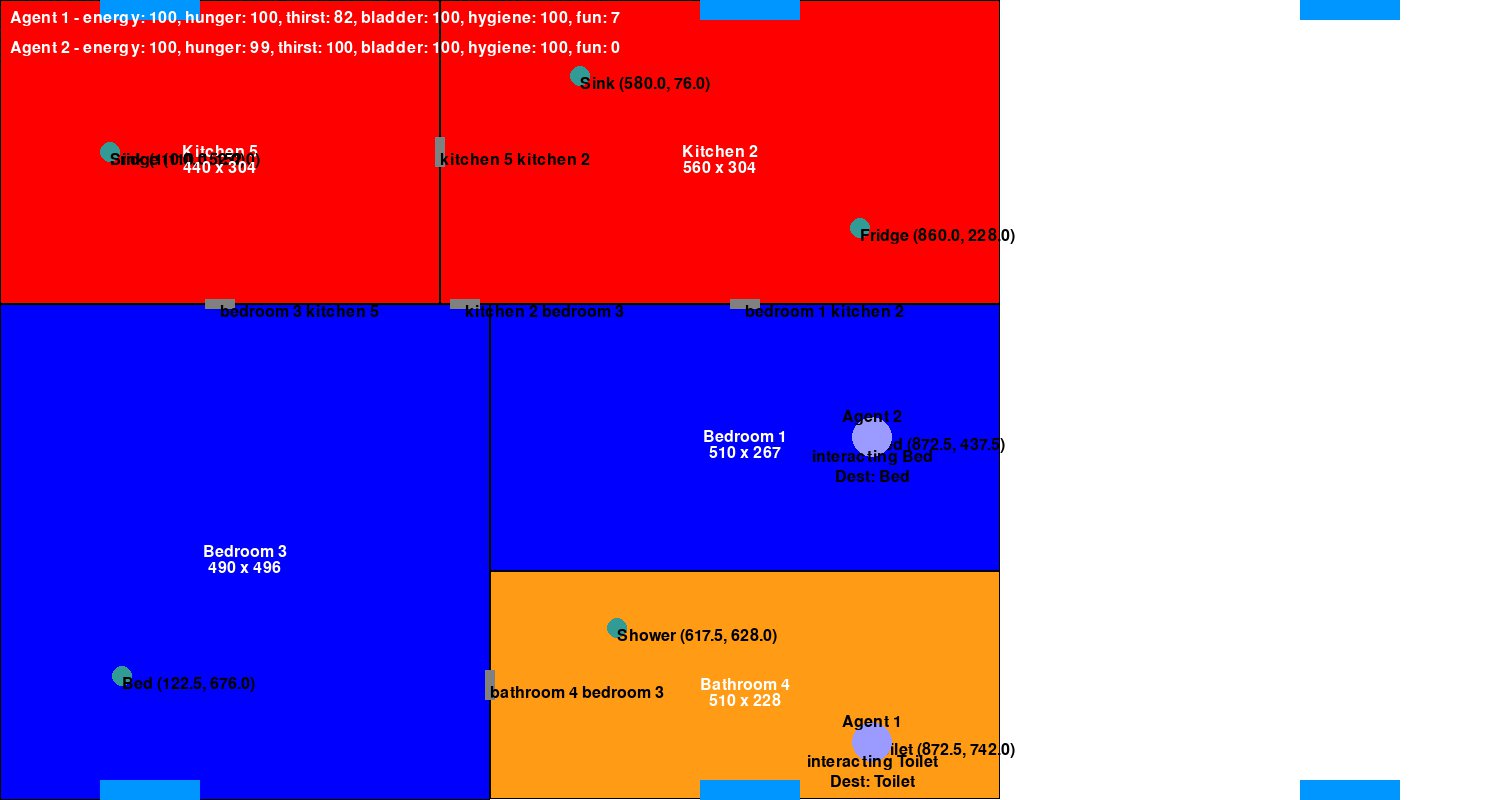 Agent 1 - energy: 100, hunger: 100, thirst: 82, bladder: 100, hygiene: 100, fun: 7
Agent 2 - energy: 100, hunger: 99, thirst: 100, bladder: 100, hygiene: 100, fun: 0
Sink (580.0, 76.0)
Kitchen 5
440 x 304
kitchen 5 kitchen 2
Kitchen 2
560 x 304
Fridge (860.0, 228.0)
bedroom 3 kitchen 5
kitchen 2 bedroom 3
bedroom 1 kitchen 2
Agent 2
Bedroom 1
510 x 267
d (872.5, 437.5)
interacting Bed
Dest: Bed
Bedroom 3
490 x 496
Shower (617.5, 628.0)
Bed (122.5, 676.0)
bathroom 4 bedroom 3
Bathroom 4
510 x 228
Agent 1
ilet (872.5, 742.0)
interacting Toilet
Dest: Toilet